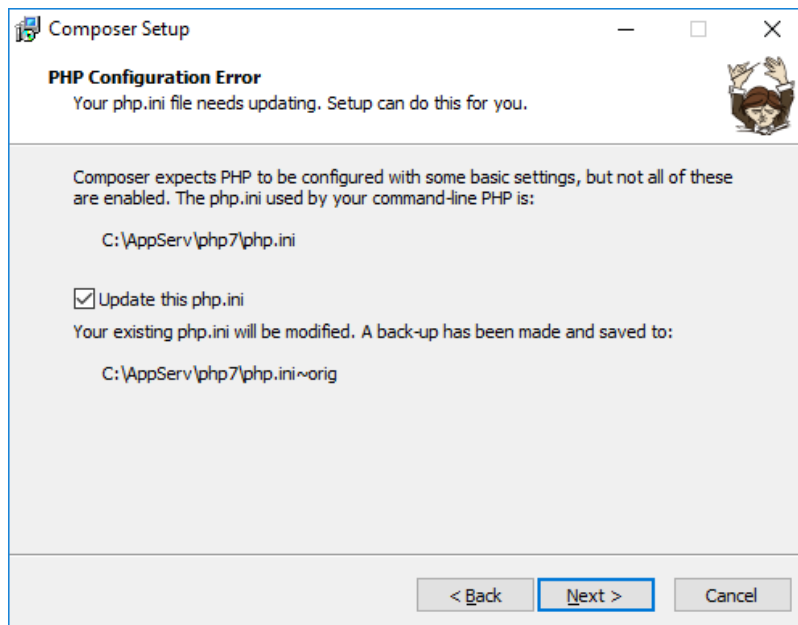 Composer Setup
PHP Configuration Error
Your php.ini file needs updating. Setup can do this for you.
Composer expects PHP to be configured with some basic settings, but not all of these
are enabled. The php.ini used by your command-line PHP is:
C:\AppServ\php7\php.ini
Update this php.ini
Your existing php.ini will be modified. A back-up has been made and saved to:
C:\AppServ\php7\php.ini~orig
< Back
Next >
Cancel